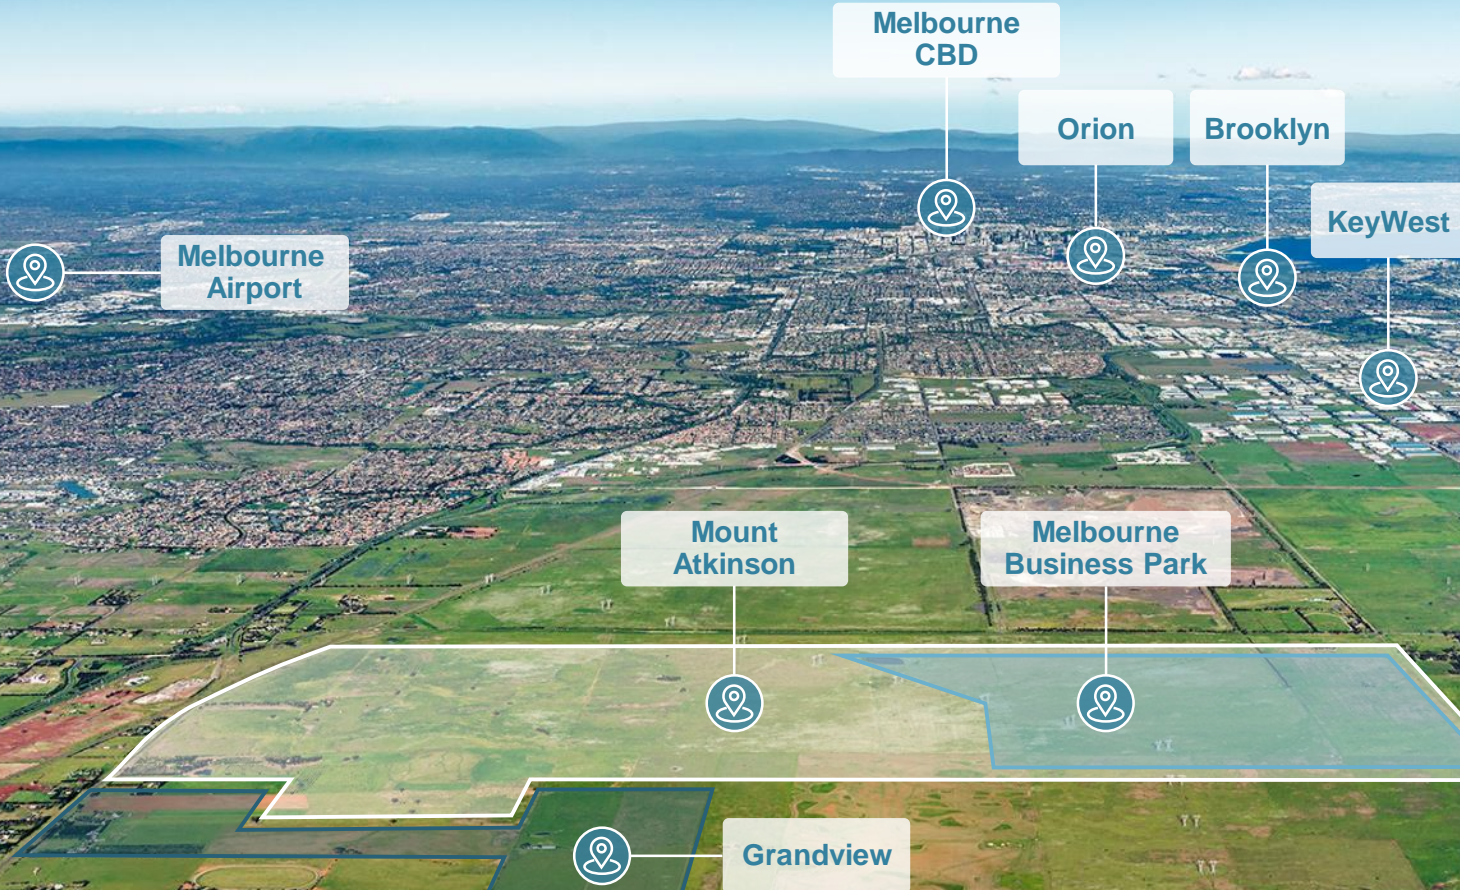 Melbourne
CBD
Orion
Brooklyn
KeyWest
Melbourne
Airport
Mount
Atkinson
Melbourne
Business Park
Grandview